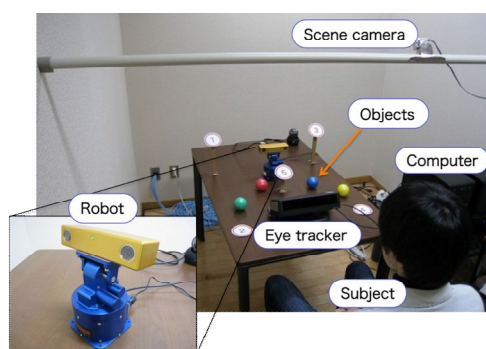 Scene camera
Objects
①
③
⑤
Computer
Robot
②
Eye tracker
Subject